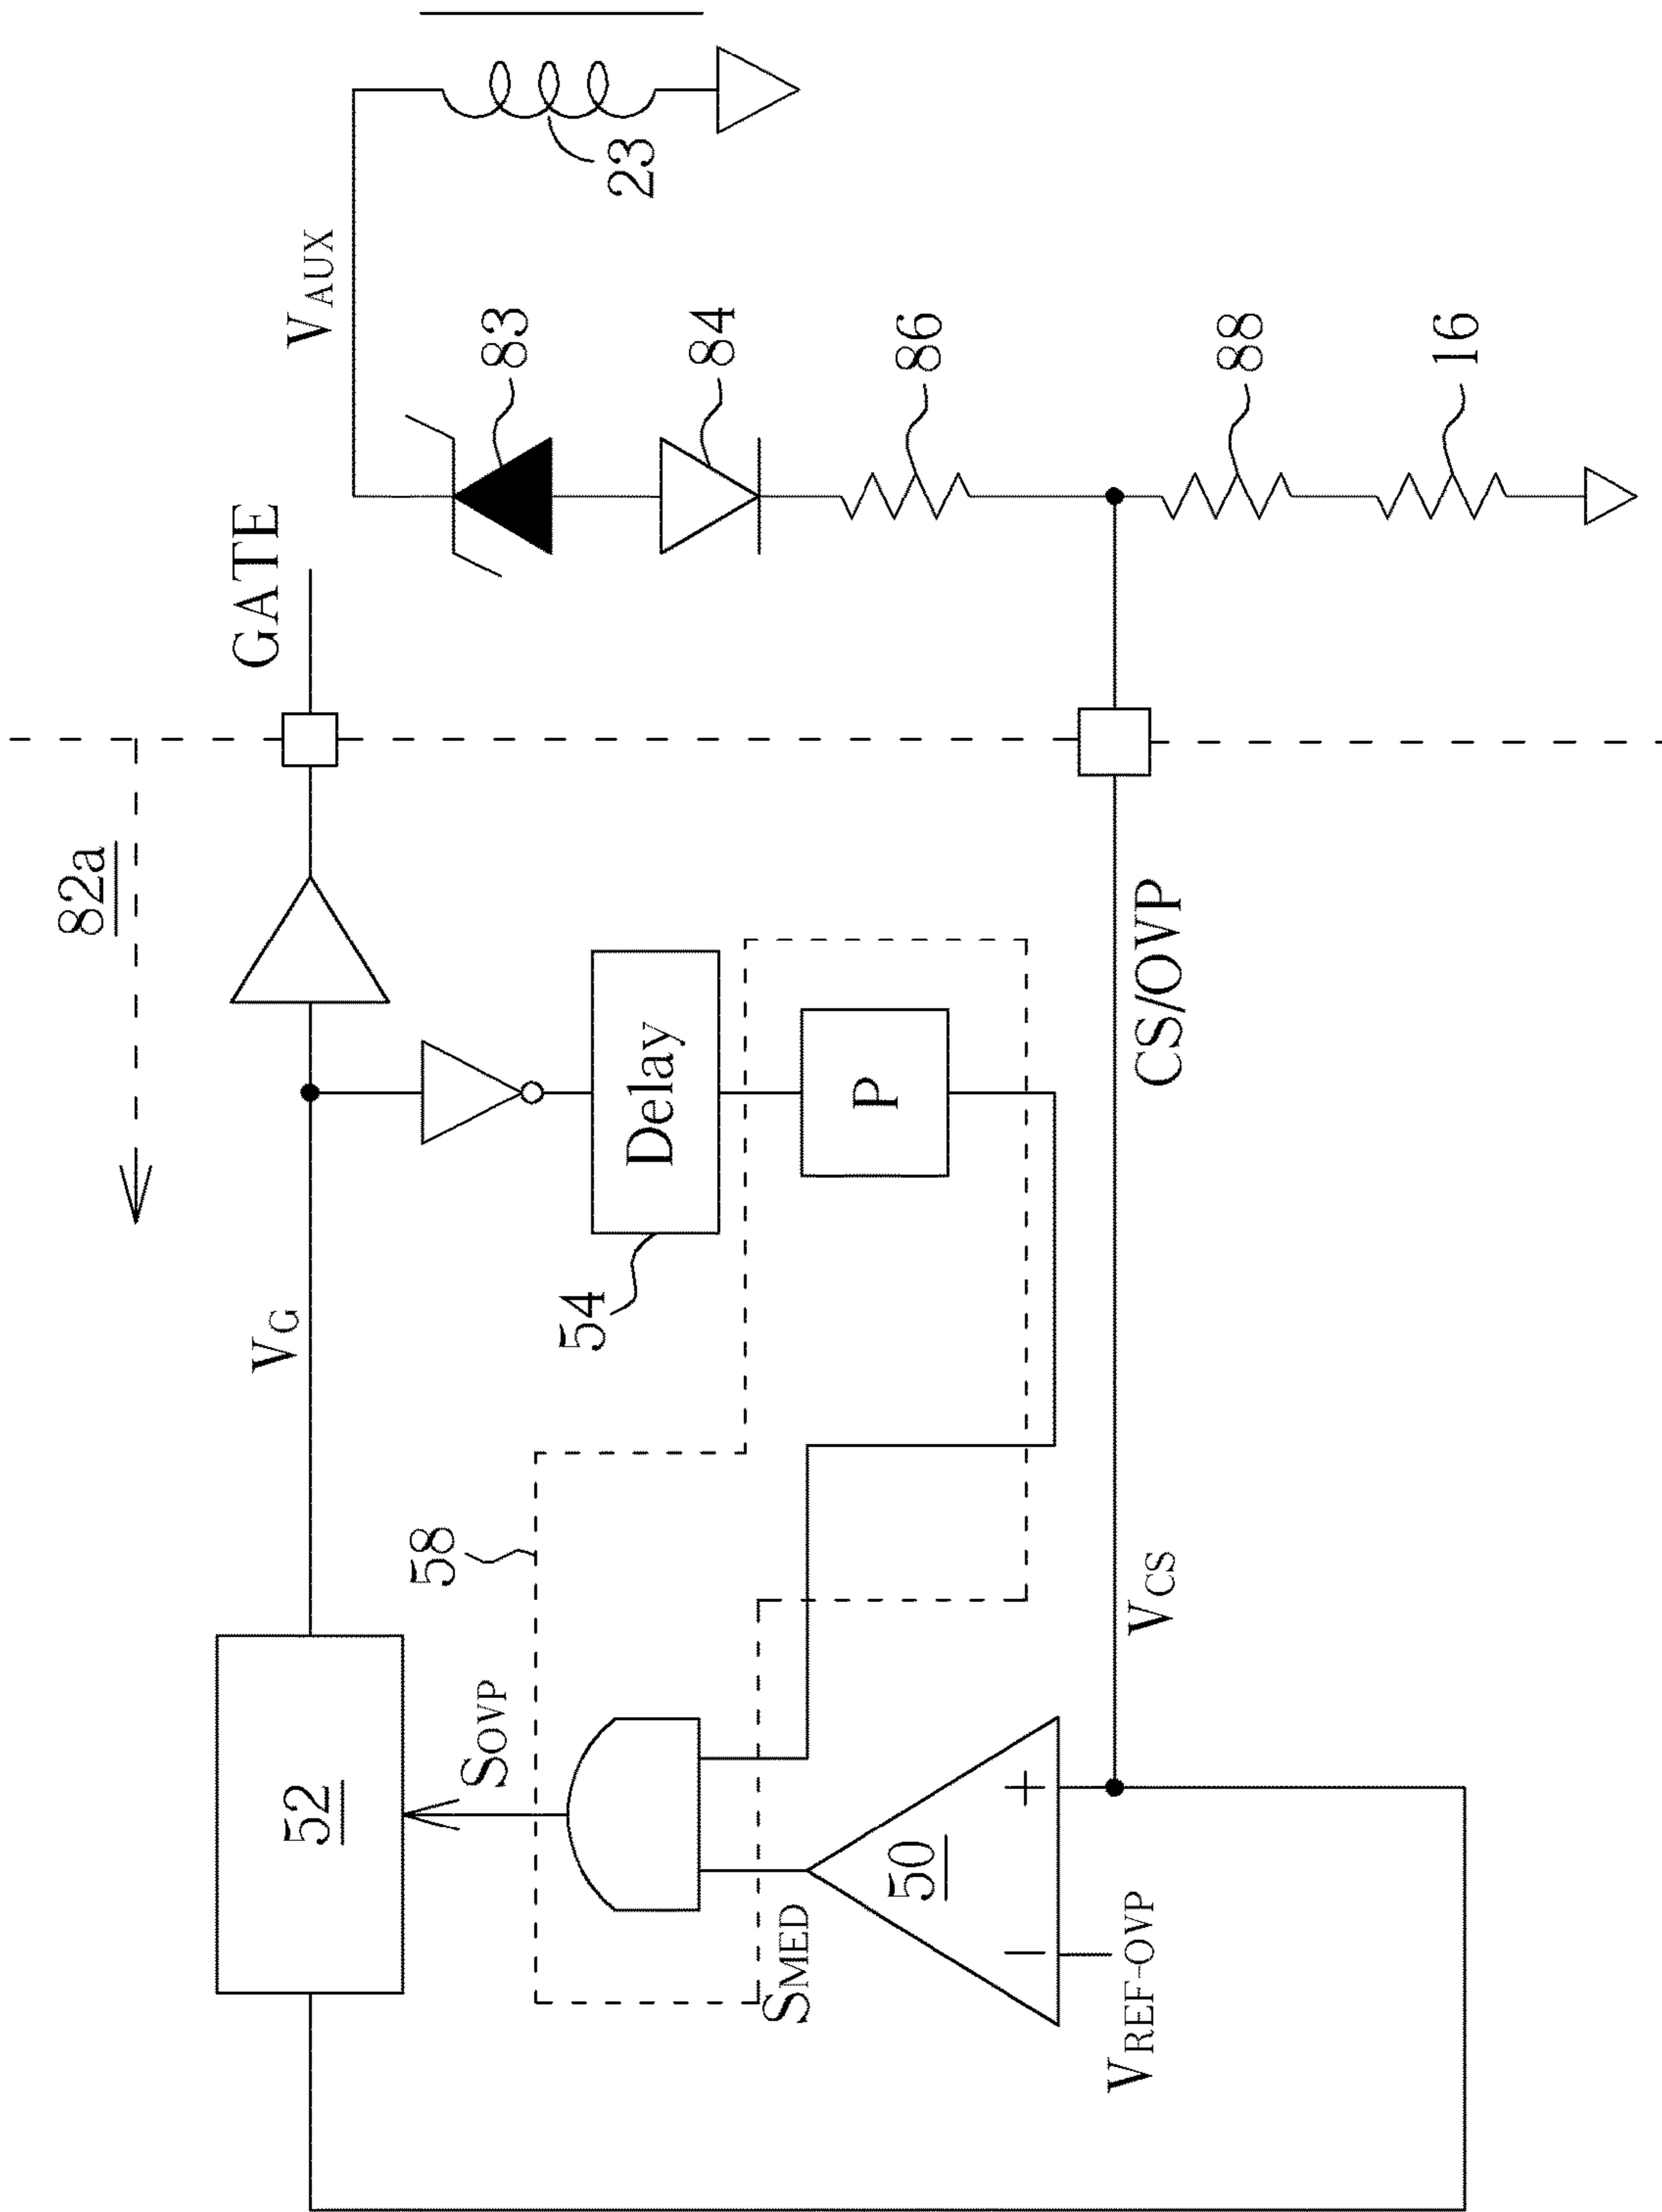 82a
GATE
V_AUX
23
83
84
86
88
16
52
V_G
S_OVP
58
54
Delay
P
S_MED
50
+
−
V_REF-OVP
V_CS
CS/OVP